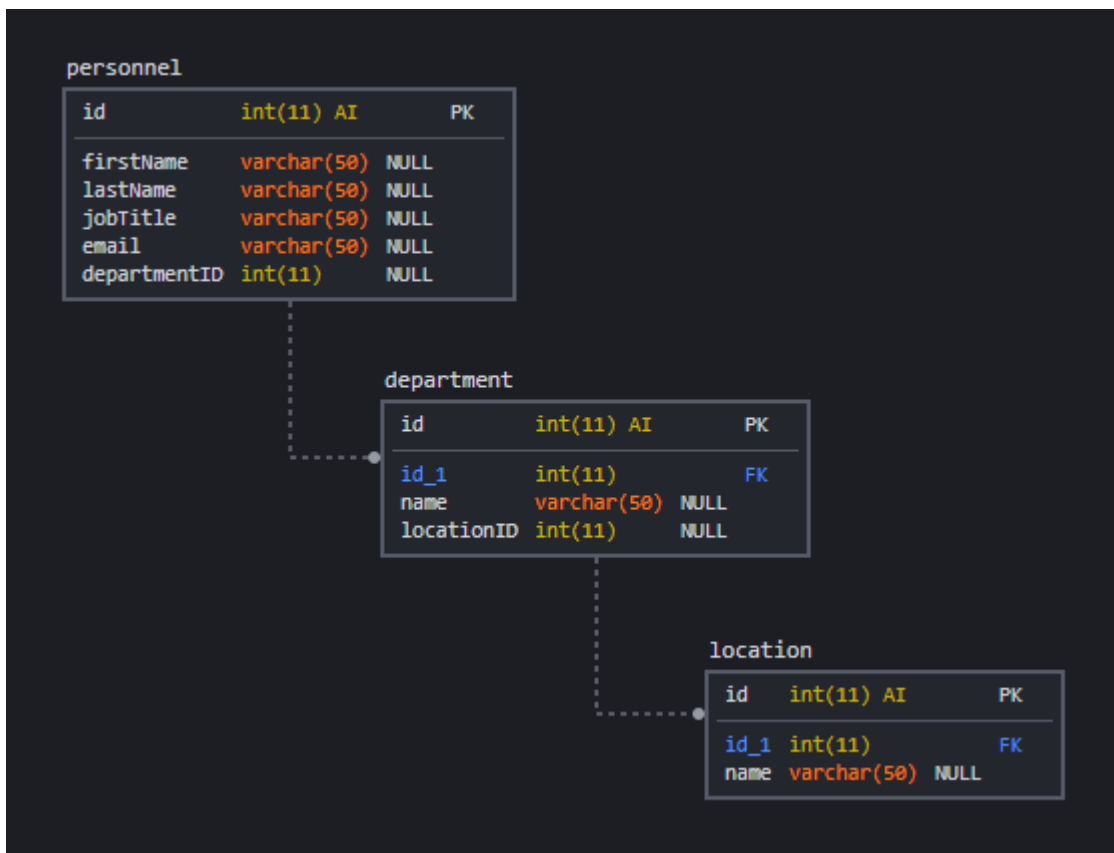 personnel
id int(11) AI PK
firstName varchar(50) NULL
lastName varchar(50) NULL
jobTitle varchar(50) NULL
email varchar(50) NULL
departmentID int(11) NULL
department
id int(11) AI PK
id_1 int(11) FK
name varchar(50) NULL
locationID int(11) NULL
location
id int(11) AI PK
id_1 int(11) FK
name varchar(50) NULL